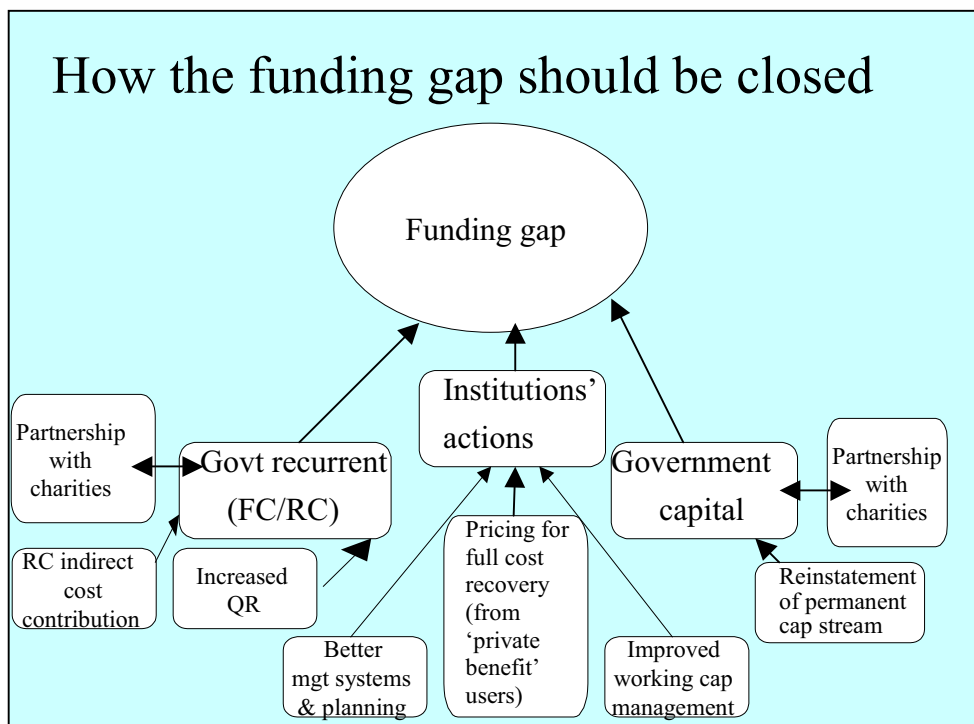 How the funding gap should be closed
Funding gap
Institutions’
actions
Partnership
with
charities
Govt recurrent
(FC/RC)
Government
capital
Partnership
with
charities
RC indirect
cost
contribution
Increased
QR
Pricing for
full cost
recovery
(from
‘private
benefit’
users)
Reinstatement
of permanent
cap stream
Better
mgt systems
& planning
Improved
working cap
management